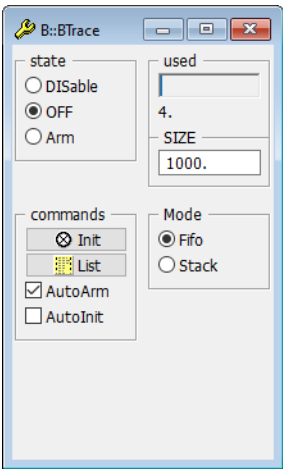 B::BTrace
state
DISable
OFF
Arm
used
4.
SIZE
1000.
commands
Init
List
AutoArm
AutoInit
Mode
Fifo
Stack